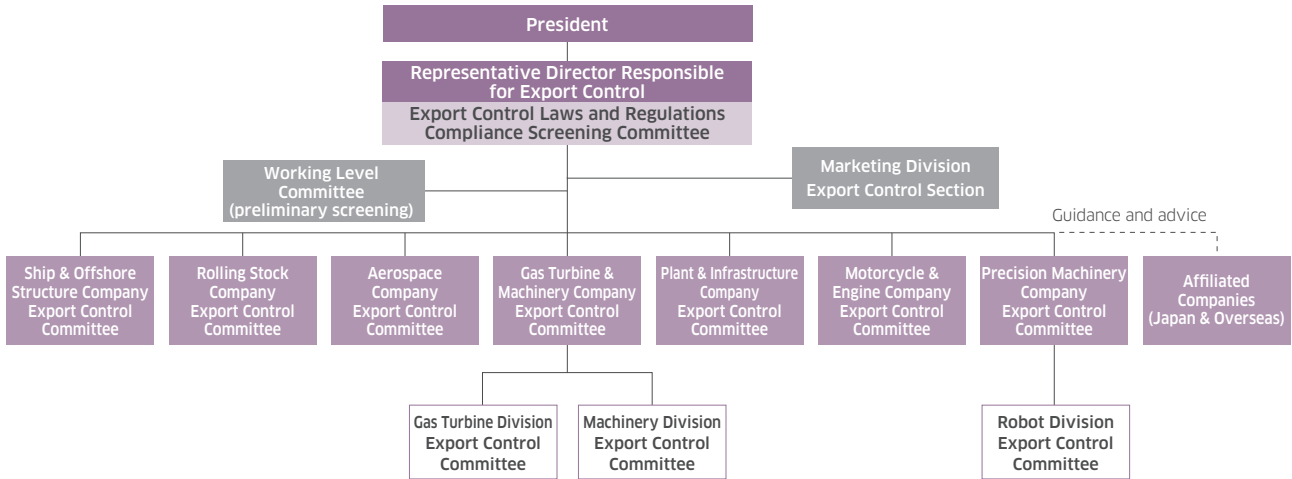 President
Representative Director Responsible
for Export Control
Export Control Laws and Regulations
Compliance Screening Committee
Working Level
Committee
(preliminary screening)
Marketing Division
Export Control Section
Guidance and advice
Ship & Offshore
Structure Company
Export Control
Committee
Rolling Stock
Company
Export Control
Committee
Aerospace
Company
Export Control
Committee
Gas Turbine &
Machinery Company
Export Control
Committee
Plant & Infrastructure
Company
Export Control
Committee
Motorcycle &
Engine Company
Export Control
Committee
Precision Machinery
Company
Export Control
Committee
Affiliated
Companies
(Japan & Overseas)
Gas Turbine Division
Export Control
Committee
Machinery Division
Export Control
Committee
Robot Division
Export Control
Committee